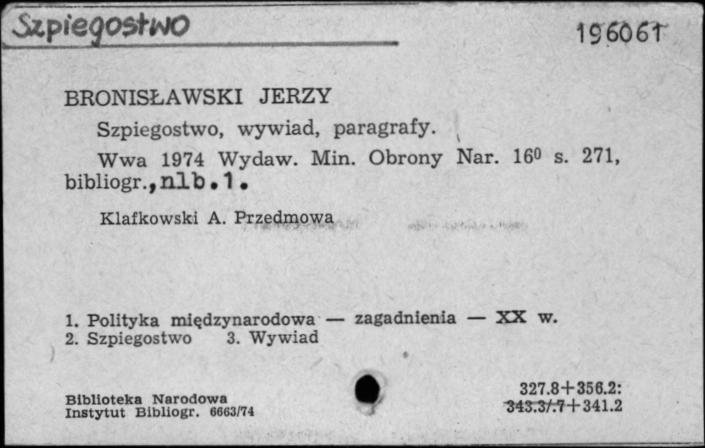 Szpiegostwo
196061
BRONISŁAWSKI JERZY
Szpiegostwo, wywiad, paragrafy.
Wwa 1974 Wydaw. Min. Obrony Nar. 16⁰ s. 271,
bibliogr., nlb. 1.
Klafkowski A. Przedmowa
1. Polityka międzynarodowa — zagadnienia — XX w.
2. Szpiegostwo 3. Wywiad
327.8+356.2:
343.3/.7+341.2
Biblioteka Narodowa
Instytut Bibliogr. 6663/74